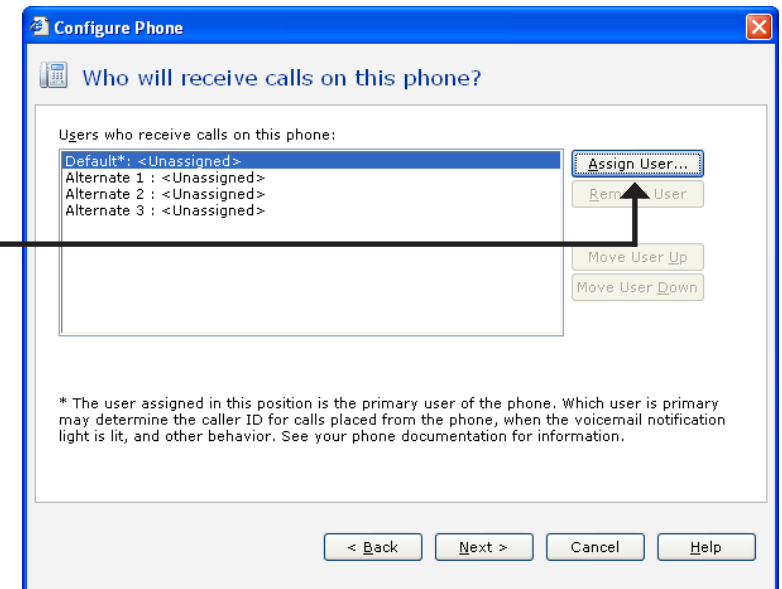 Configure Phone
Who will receive calls on this phone?
Users who receive calls on this phone:
Default*: <Unassigned>
Alternate 1 : <Unassigned>
Alternate 2 : <Unassigned>
Alternate 3 : <Unassigned>
Assign User...
User
Move User Up
Move User Down
* The user assigned in this position is the primary user of the phone. Which user is primary
may determine the caller ID for calls placed from the phone, when the voicemail notification
light is lit, and other behavior. See your phone documentation for information.
< Back
Next >
Cancel
Help